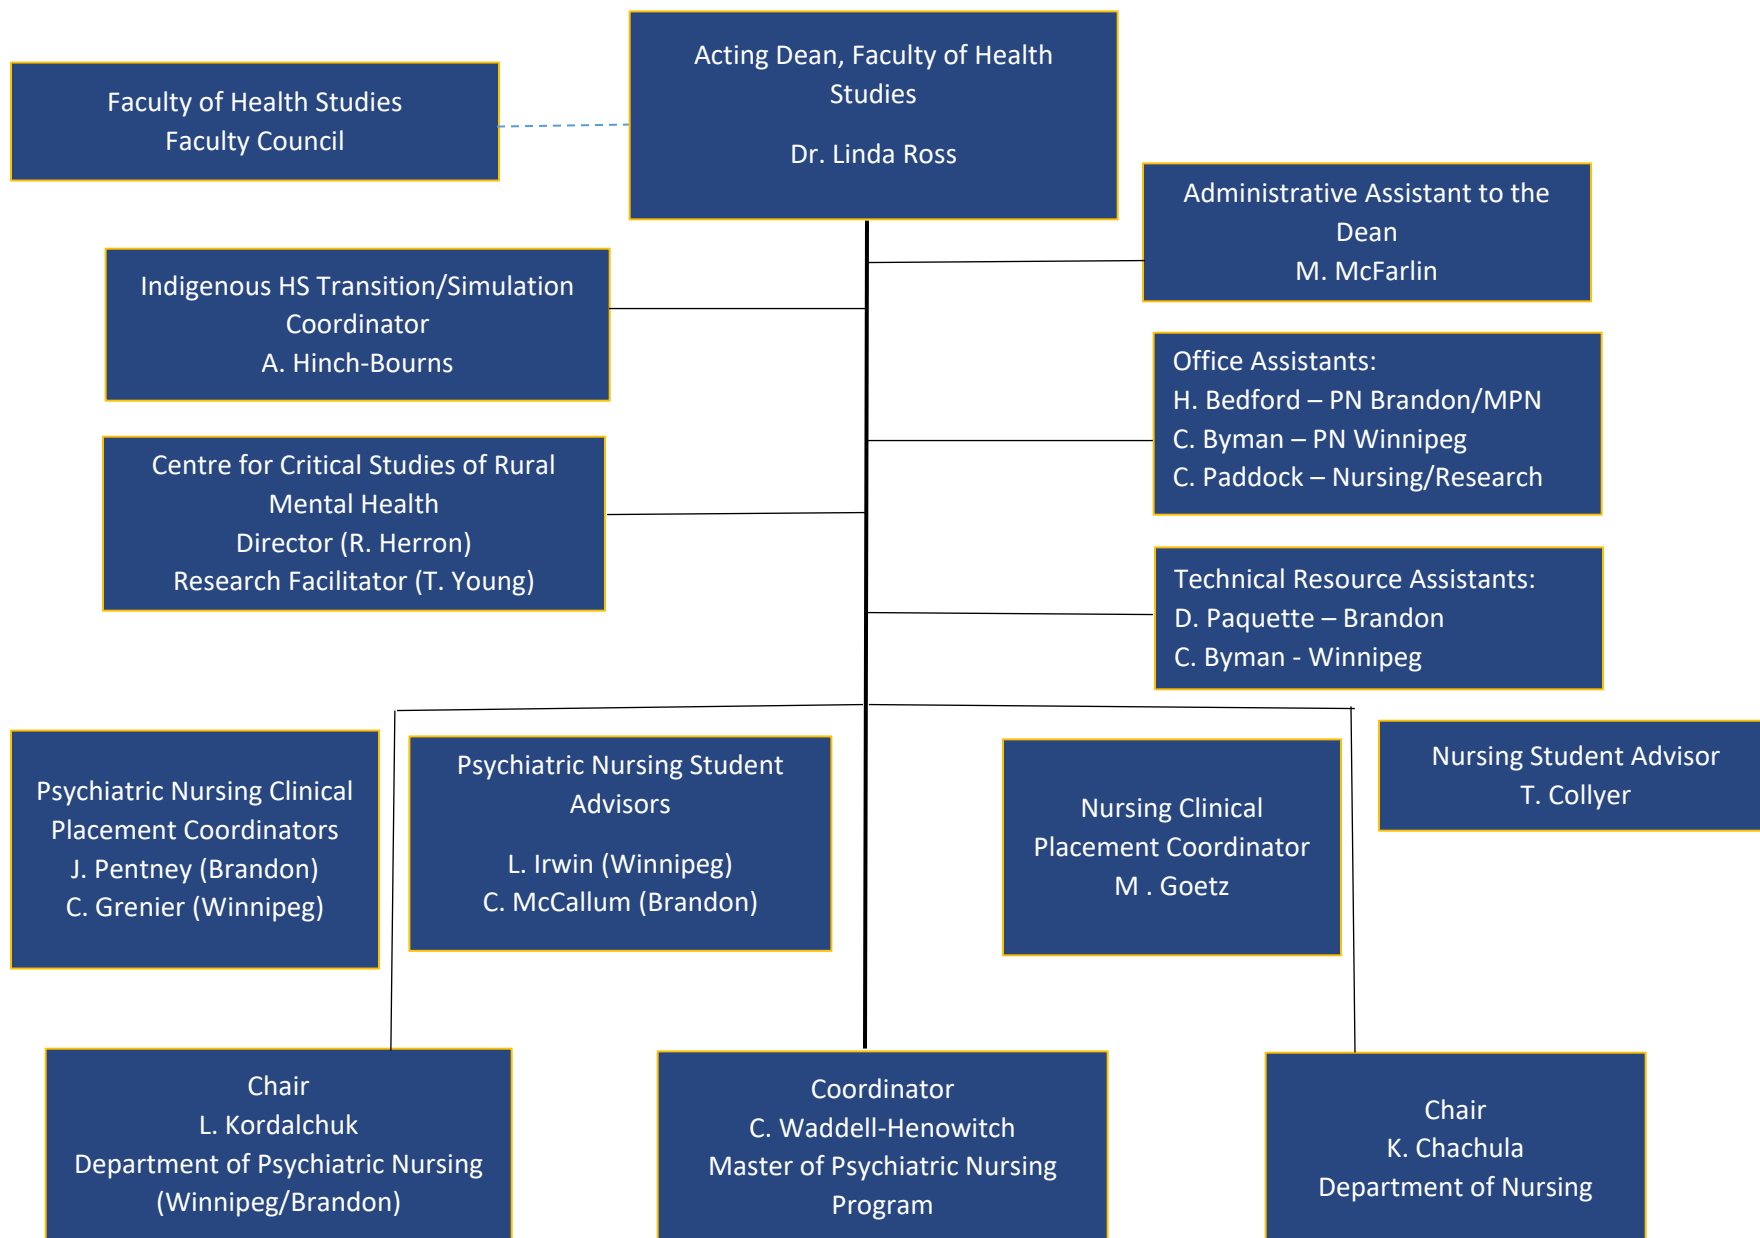 Acting Dean, Faculty of Health
Studies
Dr. Linda Ross
Faculty of Health Studies
Faculty Council
Administrative Assistant to the
Dean
M. McFarlin
Indigenous HS Transition/Simulation
Coordinator
A. Hinch-Bourns
Office Assistants:
H. Bedford – PN Brandon/MPN
C. Byman – PN Winnipeg
C. Paddock – Nursing/Research
Centre for Critical Studies of Rural
Mental Health
Director (R. Herron)
Research Facilitator (T. Young)
Technical Resource Assistants:
D. Paquette – Brandon
C. Byman - Winnipeg
Psychiatric Nursing Clinical
Placement Coordinators
J. Pentney (Brandon)
C. Grenier (Winnipeg)
Psychiatric Nursing Student
Advisors
L. Irwin (Winnipeg)
C. McCallum (Brandon)
Nursing Clinical
Placement Coordinator
M . Goetz
Nursing Student Advisor
T. Collyer
Chair
L. Kordalchuk
Department of Psychiatric Nursing
(Winnipeg/Brandon)
Coordinator
C. Waddell-Henowitch
Master of Psychiatric Nursing
Program
Chair
K. Chachula
Department of Nursing